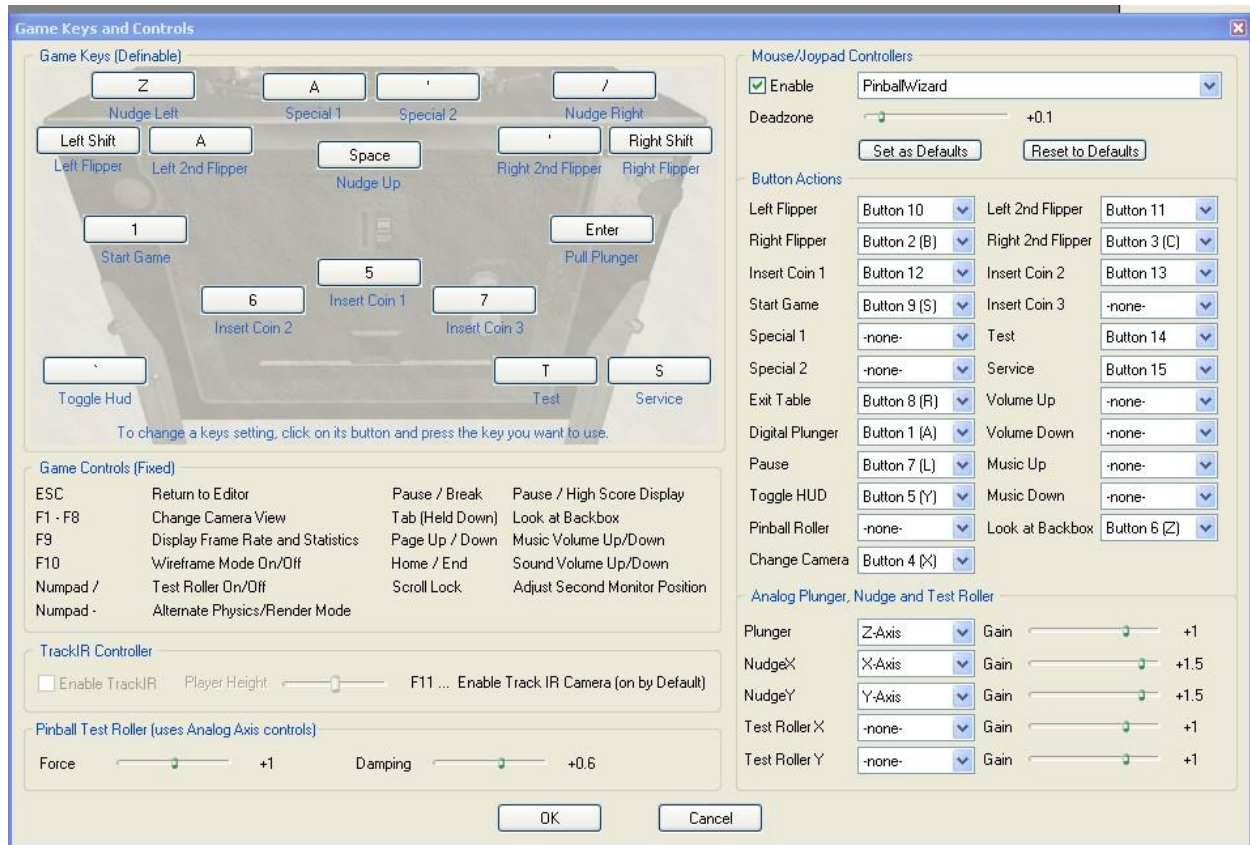 Game Keys and Controls
Game Keys (Definable)
Z
Nudge Left
A
Special 1
'
Special 2
/
Nudge Right
Left Shift
Left Flipper
A
Left 2nd Flipper
Space
Nudge Up
'
Right 2nd Flipper
Right Shift
Right Flipper
1
Start Game
Enter
Pull Plunger
5
Insert Coin 1
6
Insert Coin 2
7
Insert Coin 3
`
Toggle Hud
T
Test
S
Service
To change a keys setting, click on its button and press the key you want to use.
Game Controls (Fixed)
ESC Return to Editor Pause / Break Pause / High Score Display
F1 - F8 Change Camera View Tab (Held Down) Look at Backbox
F9 Display Frame Rate and Statistics Page Up / Down Music Volume Up/Down
F10 Wireframe Mode On/Off Home / End Sound Volume Up/Down
Numpad / Test Roller On/Off Scroll Lock Adjust Second Monitor Position
Numpad - Alternate Physics/Render Mode
TrackIR Controller
Enable TrackIR Player Height F11 ... Enable Track IR Camera (on by Default)
Pinball Test Roller (uses Analog Axis controls)
Force +1 Damping +0.6
Mouse/Joypad Controllers
Enable PinballWizard
Deadzone +0.1
Set as Defaults Reset to Defaults
Button Actions
Left Flipper Button 10 Left 2nd Flipper Button 11
Right Flipper Button 2 (B) Right 2nd Flipper Button 3 (C)
Insert Coin 1 Button 12 Insert Coin 2 Button 13
Start Game Button 9 (S) Insert Coin 3 -none-
Special 1 -none- Test Button 14
Special 2 -none- Service Button 15
Exit Table Button 8 (R) Volume Up -none-
Digital Plunger Button 1 (A) Volume Down -none-
Pause Button 7 (L) Music Up -none-
Toggle HUD Button 5 (Y) Music Down -none-
Pinball Roller -none- Look at Backbox Button 6 (Z)
Change Camera Button 4 (X)
Analog Plunger, Nudge and Test Roller
Plunger Z-Axis Gain +1
NudgeX X-Axis Gain +1.5
NudgeY Y-Axis Gain +1.5
Test Roller X -none- Gain +1
Test Roller Y -none- Gain +1
OK Cancel